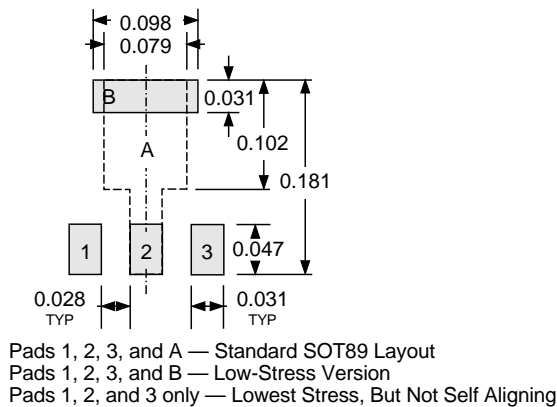 0.098
0.079
B
0.031
A
0.102
0.181
1
2
3
0.047
0.028
TYP
0.031
TYP
Pads 1, 2, 3, and A — Standard SOT89 Layout
Pads 1, 2, 3, and B — Low-Stress Version
Pads 1, 2, and 3 only — Lowest Stress, But Not Self Aligning